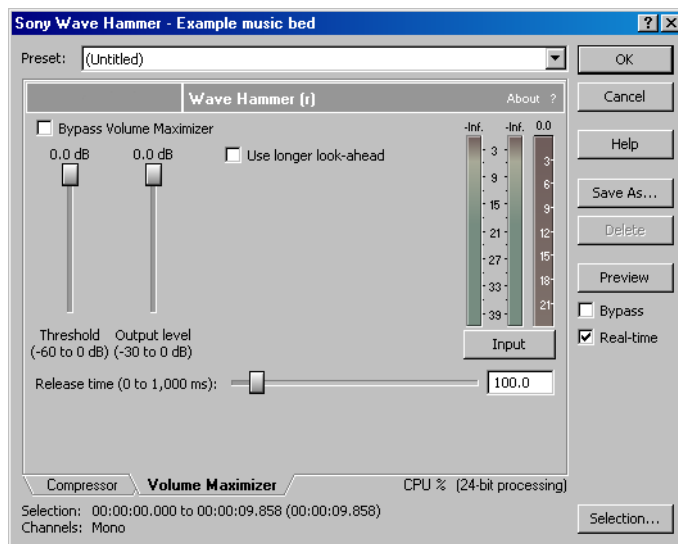 Sony Wave Hammer - Example music bed
Preset: (Untitled)
OK
Wave Hammer (r) About ?
Cancel
Bypass Volume Maximizer
-Inf. -Inf. 0.0
0.0 dB 0.0 dB
Use longer look-ahead
Help
3 3
9 6
15 9
21 12
27 15
33 18
39 21
Save As...
Delete
Preview
Bypass
Real-time
Threshold Output level
(-60 to 0 dB) (-30 to 0 dB)
Input
Release time (0 to 1,000 ms): 100.0
Compressor Volume Maximizer CPU % (24-bit processing)
Selection: 00:00:00.000 to 00:00:09.858 (00:00:09.858)
Channels: Mono
Selection...